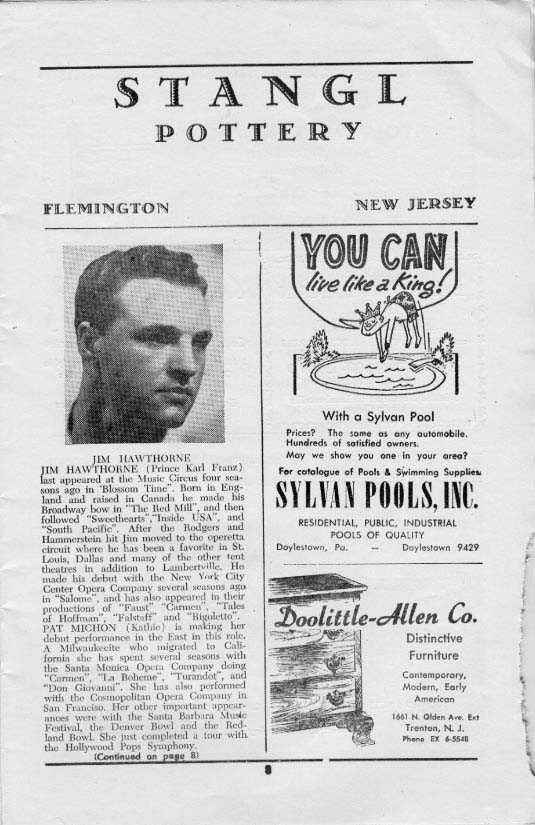 STANGL
POTTERY
FLEMINGTON NEW JERSEY
JIM HAWTHORNE
JIM HAWTHORNE (Prince Karl Franz)
last appeared at the Music Circus four sea-
sons ago in 'Blossom Time". Born in Eng-
land and raised in Canada he made his
Broadway bow in "The Red Mill", and then
followed "Sweethearts","Inside USA", and
"South Pacific". After the Rodgers and
Hammerstein hit Jim moved to the operetta
circuit where he has been a favorite in St.
Louis, Dallas and many of the other tent
theatres in addition to Lambertville. He
made his debut with the New York City
Center Opera Company several seasons ago
in "Salome", and has also appeared in their
productions of "Faust" "Carmen", "Tales
of Hoffman", "Falstaff" and "Rigoletto".
PAT MICHON (Kathie) is making her
debut performance in the East in this role.
A Milwaukeeite who migrated to Cali-
fornia she has spent several seasons with
the Santa Monica Opera Company doing
"Carmen", "La Boheme", "Turandot", and
"Don Giovanni". She has also performed
with the Cosmopolitan Opera Company in
San Franciso. Her other important appear-
ances were with the Santa Barbara Music
Festival, the Denver Bowl and the Red-
land Bowl. She just completed a tour with
the Hollywood Pops Symphony.
(Continued on page 8)
YOU CAN
live like a King!
With a Sylvan Pool
Prices? The same as any automobile.
Hundreds of satisfied owners.
May we show you one in your area?
For catalogue of Pools & Swimming Supplies
SYLVAN POOLS, INC.
RESIDENTIAL, PUBLIC, INDUSTRIAL
POOLS OF QUALITY
Doylestown, Pa. — Doylestown 9429
Doolittle-Allen Co.
Distinctive
Furniture
Contemporary,
Modern, Early
American
1661 N. Olden Ave. Ext
Trenton, N. J.
Phone EX 6-5548